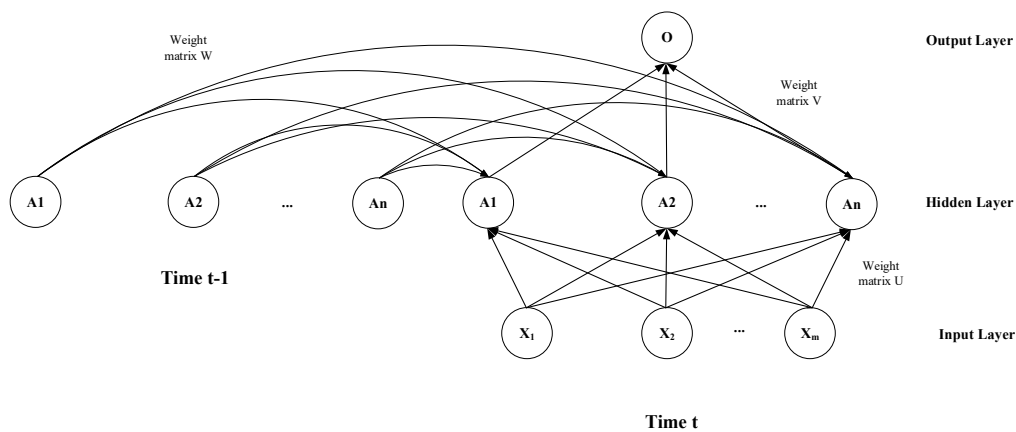 O
Output Layer
Weight
matrix W
Weight
matrix V
A1
A2
...
An
A1
A2
...
An
Hidden Layer
Time t-1
Weight
matrix U
X₁
X₂
...
Xₘ
Input Layer
Time t